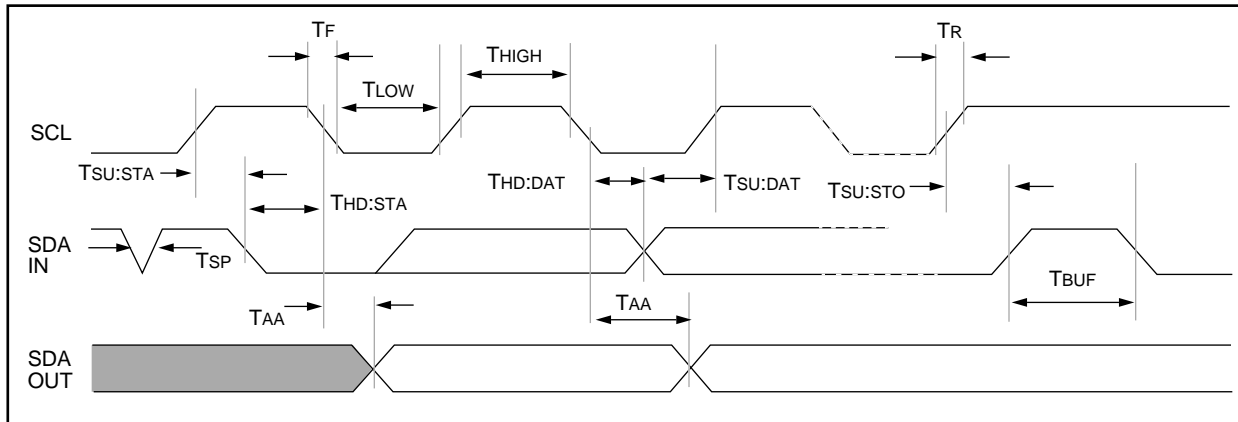 TF
TR
THIGH
TLOW
SCL
TSU:STA
THD:DAT
TSU:DAT
TSU:STO
THD:STA
SDA
IN
TSP
TBUF
TAA
TAA
SDA
OUT